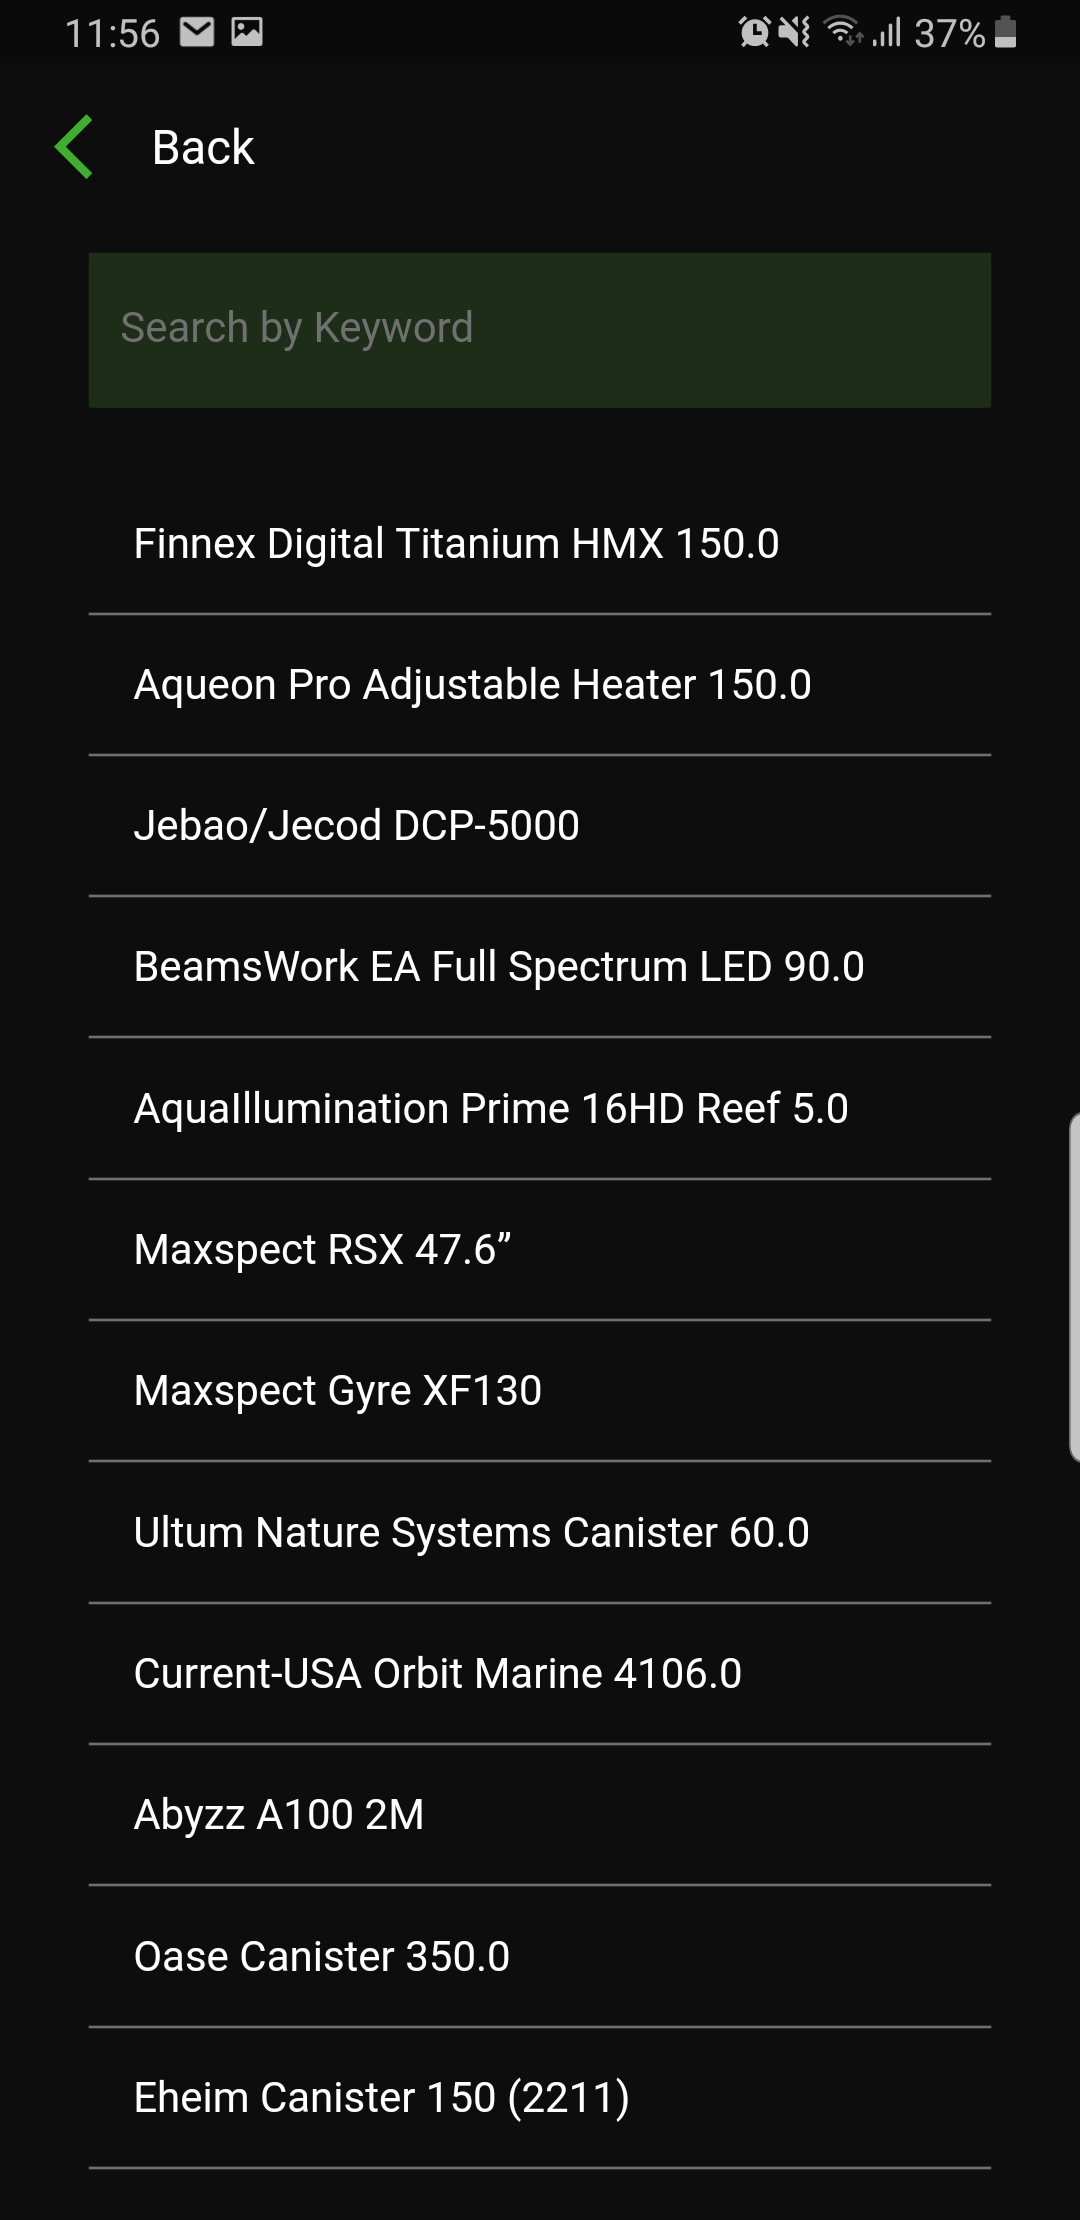 11:56 37%
Back
Search by Keyword
Finnex Digital Titanium HMX 150.0
Aqueon Pro Adjustable Heater 150.0
Jebao/Jecod DCP-5000
BeamsWork EA Full Spectrum LED 90.0
AquaIllumination Prime 16HD Reef 5.0
Maxspect RSX 47.6”
Maxspect Gyre XF130
Ultum Nature Systems Canister 60.0
Current-USA Orbit Marine 4106.0
Abyzz A100 2M
Oase Canister 350.0
Eheim Canister 150 (2211)